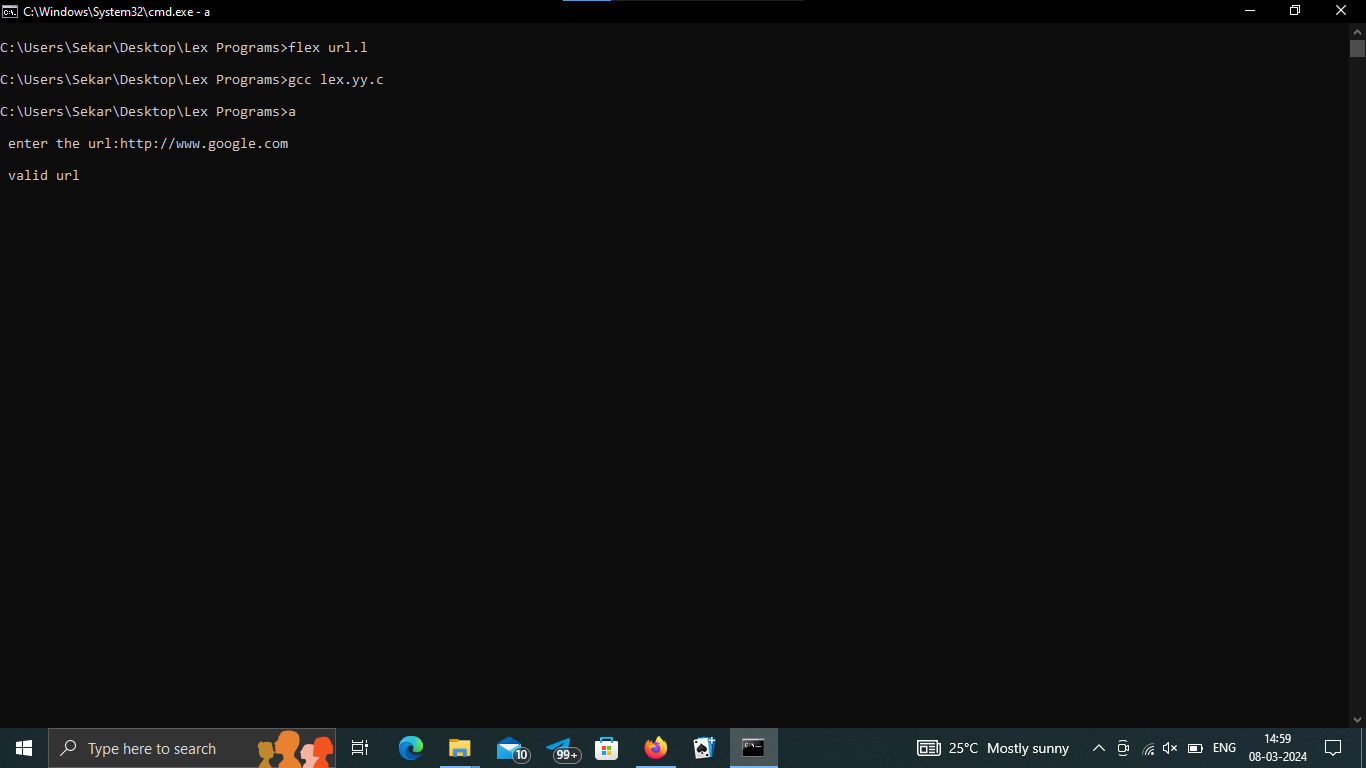 C:\Windows\System32\cmd.exe - a
C:\Users\Sekar\Desktop\Lex Programs>flex url.l
C:\Users\Sekar\Desktop\Lex Programs>gcc lex.yy.c
C:\Users\Sekar\Desktop\Lex Programs>a
enter the url:http://www.google.com
valid url
Type here to search
10
99+
25°C Mostly sunny
ENG
14:59
08-03-2024